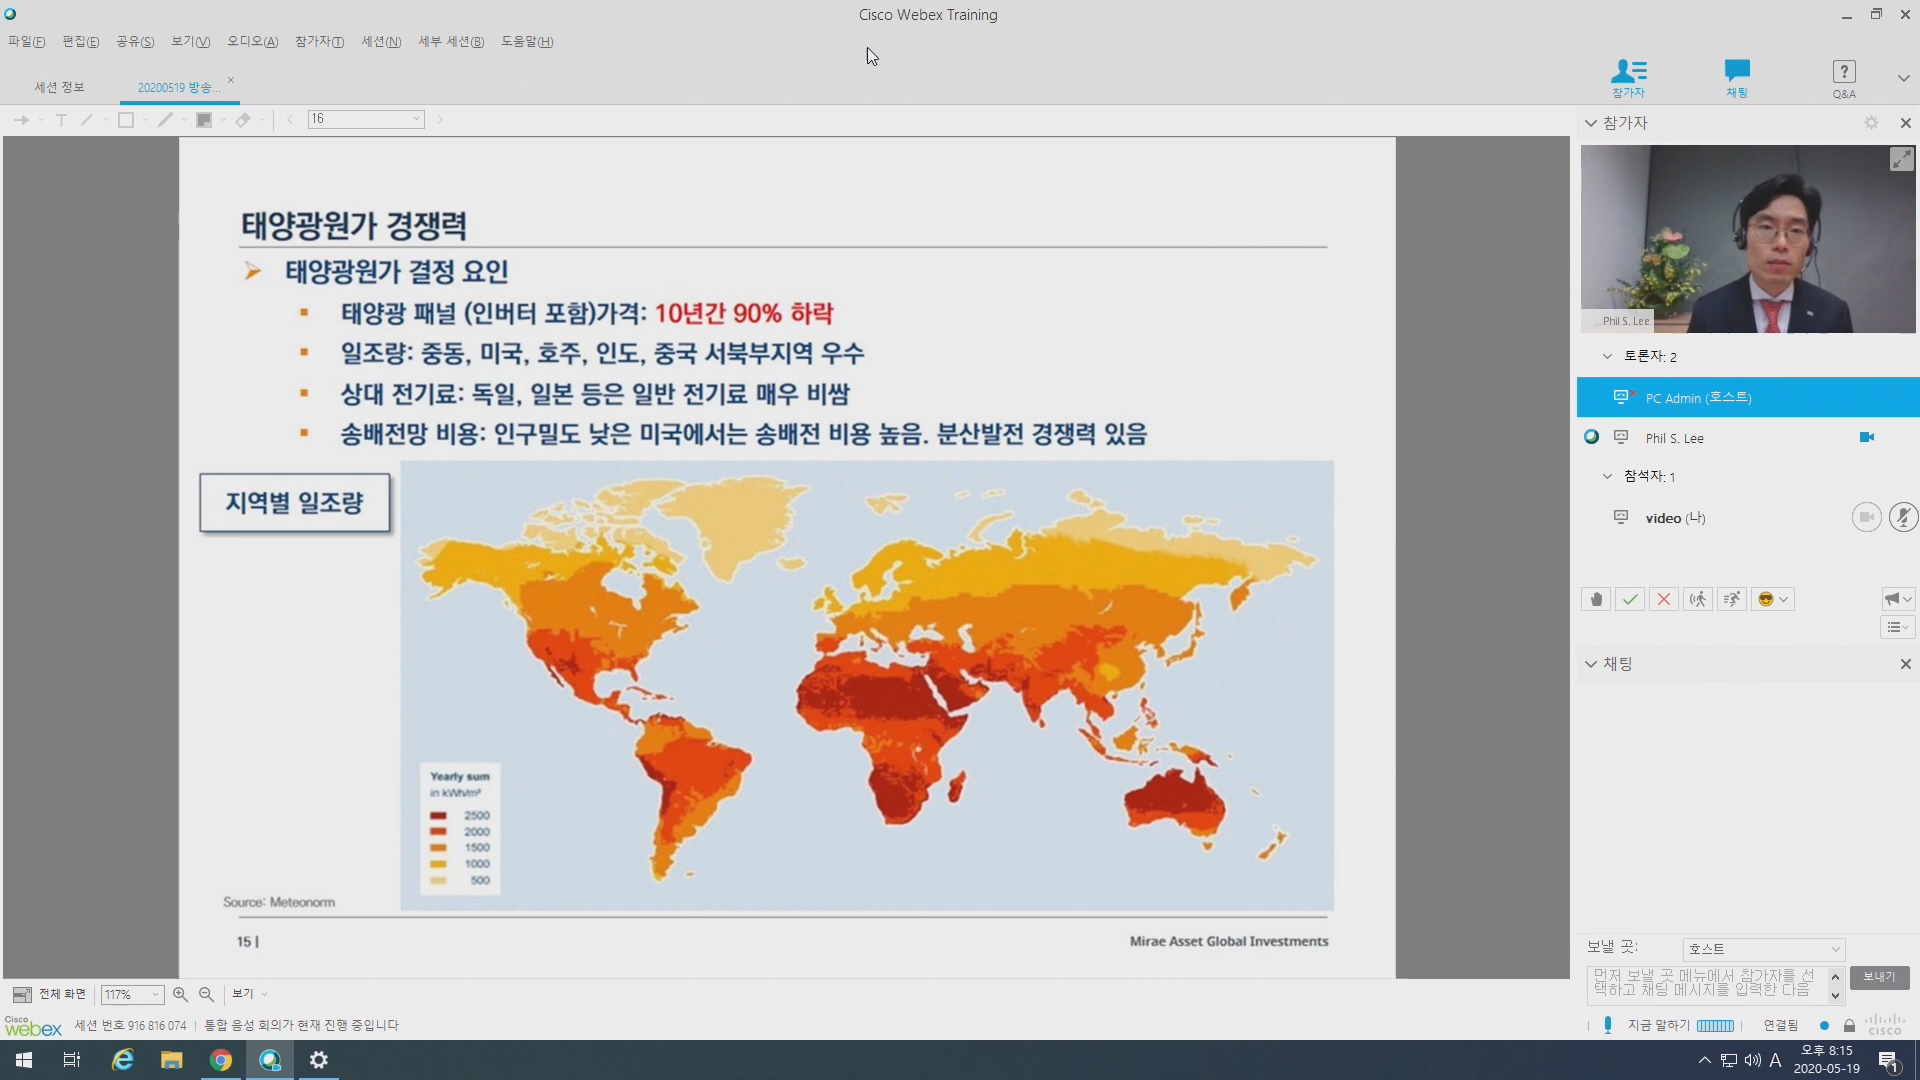 Cisco Webex Training
파일(F) 편집(E) 공유(S) 보기(V) 오디오(A) 참가자(T) 세션(N) 세부 세션(B) 도움말(H)
세션 정보
20200519 방송...
참가자
채팅
Q&A
T
16
태양광원가 경쟁력
태양광원가 결정 요인
태양광 패널 (인버터 포함)가격: 10년간 90% 하락
일조량: 중동, 미국, 호주, 인도, 중국 서북부지역 우수
상대 전기료: 독일, 일본 등은 일반 전기료 매우 비쌈
송배전망 비용: 인구밀도 낮은 미국에서는 송배전 비용 높음. 분산발전 경쟁력 있음
지역별 일조량
Yearly sum
in kWh/m²
2500
2000
1500
1000
500
Source: Meteonorm
15 |
Mirae Asset Global Investments
참가자
Phil S. Lee
토론자: 2
PC Admin (호스트)
Phil S. Lee
참석자: 1
video (나)
채팅
보낼 곳:
호스트
먼저 보낼 곳 메뉴에서 참가자를 선
택하고 채팅 메시지를 입력한 다음
보내기
전체 화면
117%
보기
Cisco
webex
세션 번호 916 816 074 | 통합 음성 회의가 현재 진행 중입니다
지금 말하기
연결됨
cisco
A
오후 8:15
2020-05-19
1